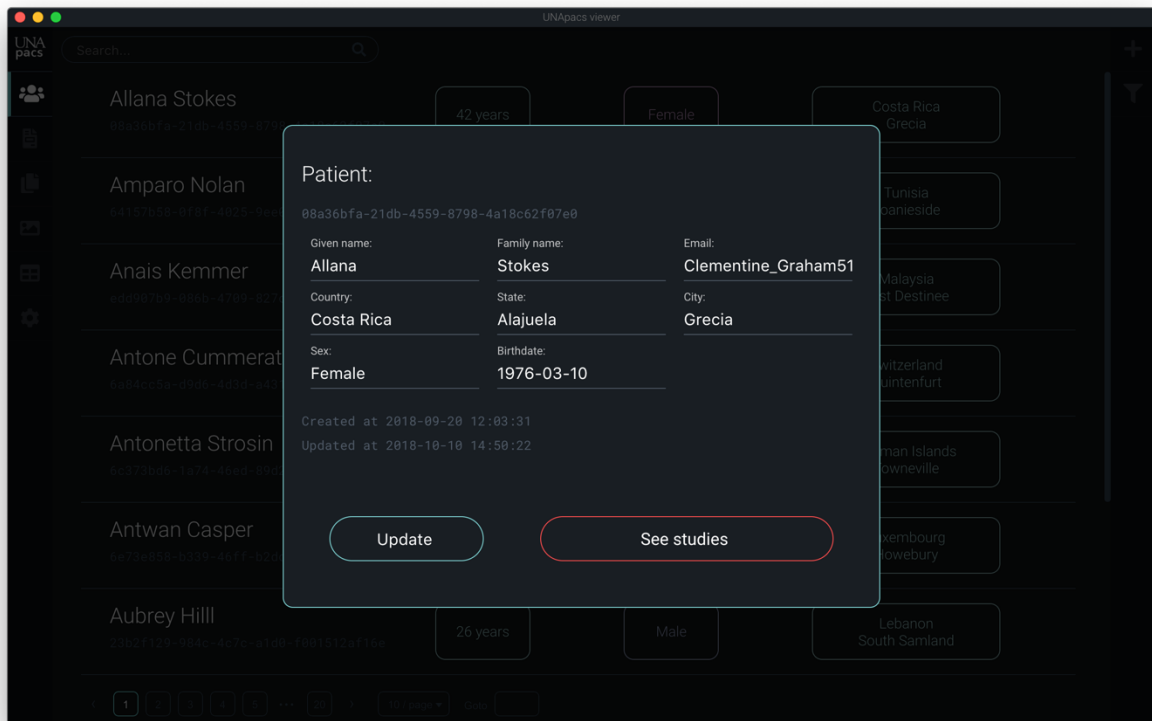 UNApacs viewer
UNA
pacs
Search...
Allana Stokes
42 years
Female
Costa Rica
Grecia
Amparo Nolan
Tunisia
Anais Kemmer
Malaysia
Destinee
Antone Cummerat
Antonetta Strosin
Islands
Antwan Casper
Aubrey Hilll
26 years
Male
Lebanon
South Samland
Patient:
08a36bfa-21db-4559-8798-4a18c62f07e0
Given name:
Allana
Family name:
Stokes
Email:
Clementine_Graham51
Country:
Costa Rica
State:
Alajuela
City:
Grecia
Sex:
Female
Birthdate:
1976-03-10
Created at 2018-09-20 12:03:31
Updated at 2018-10-10 14:50:22
Update
See studies
1
2
3
4
5
•••
20
10 / page